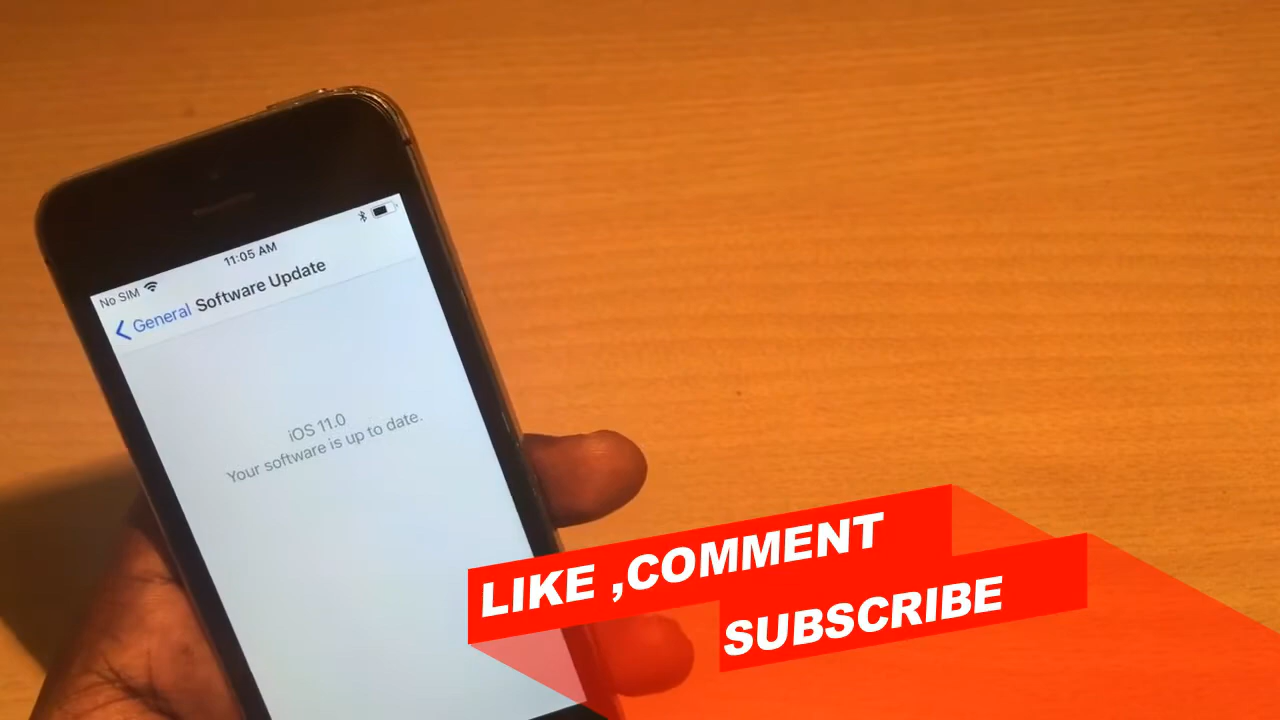 11:05 AM
No SIM
General Software Update
iOS 11.0
Your software is up to date.
LIKE ,COMMENT
SUBSCRIBE